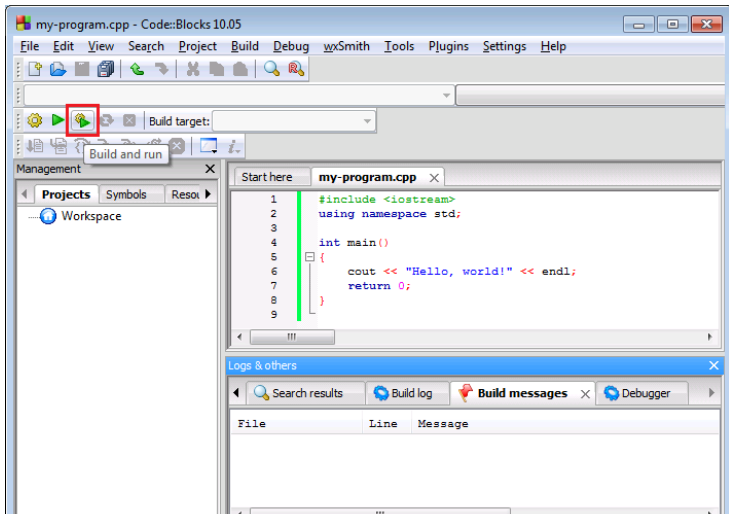 my-program.cpp - Code::Blocks 10.05
File Edit View Search Project Build Debug wxSmith Tools Plugins Settings Help
Build target:
Build and run
Management
Projects Symbols
Workspace
Start here my-program.cpp
1 #include <iostream>
2 using namespace std;
3
4 int main()
5 {
6 cout << "Hello, world!" << endl;
7 return 0;
8 }
9
Logs & others
Search results Build log Build messages Debugger
File Line Message